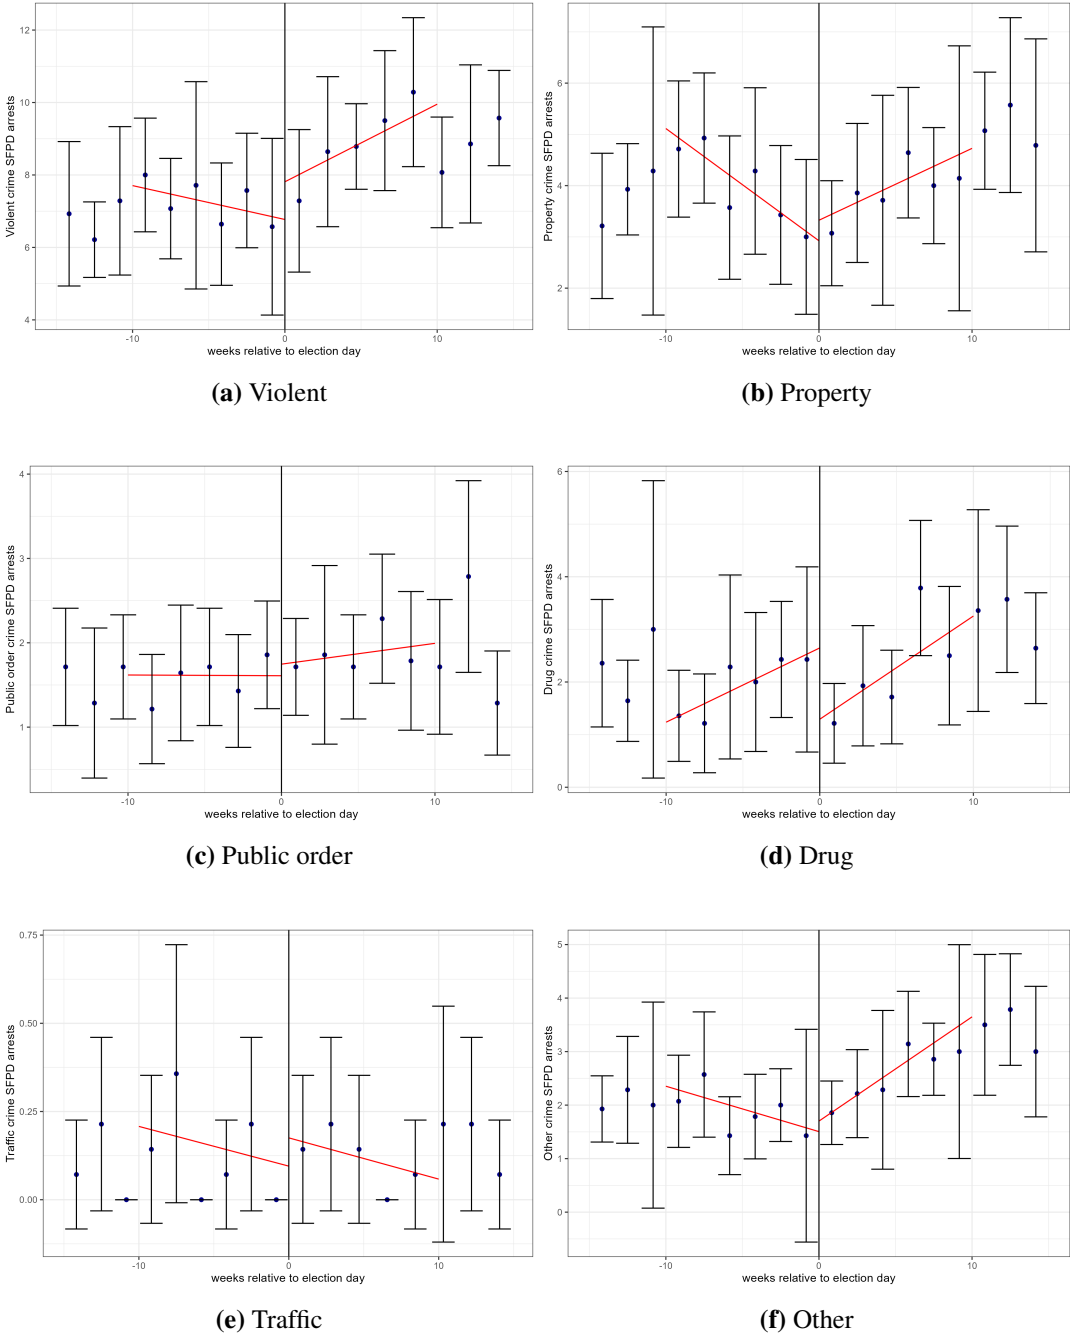 12
10
8
6
4
Violent crime SFPD arrests
-10
0
10
weeks relative to election day
(a) Violent
6
4
2
Property crime SFPD arrests
-10
0
10
weeks relative to election day
(b) Property
4
3
2
1
Public order crime SFPD arrests
-10
0
10
weeks relative to election day
(c) Public order
6
4
2
0
Drug crime SFPD arrests
-10
0
10
weeks relative to election day
(d) Drug
0.75
0.50
0.25
0.00
Traffic crime SFPD arrests
-10
0
10
weeks relative to election day
(e) Traffic
5
4
3
2
1
0
Other crime SFPD arrests
-10
0
10
weeks relative to election day
(f) Other